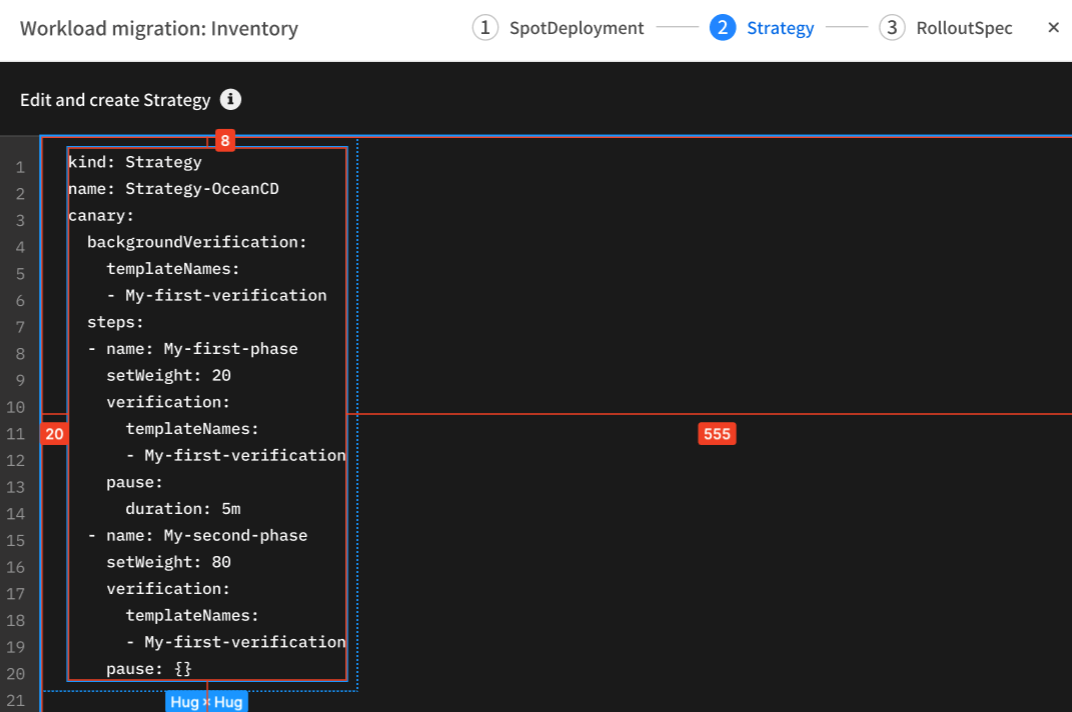 Workload migration: Inventory 1 SpotDeployment 2 Strategy 3 RolloutSpec ×
Edit and create Strategy i
8
1 kind: Strategy
2 name: Strategy-OceanCD
3 canary:
4 backgroundVerification:
5 templateNames:
6 - My-first-verification
7 steps:
8 - name: My-first-phase
9 setWeight: 20
10 verification:
11 templateNames:
20 555
12 - My-first-verification
13 pause:
14 duration: 5m
15 - name: My-second-phase
16 setWeight: 80
17 verification:
18 templateNames:
19 - My-first-verification
20 pause: {}
21
Hug × Hug